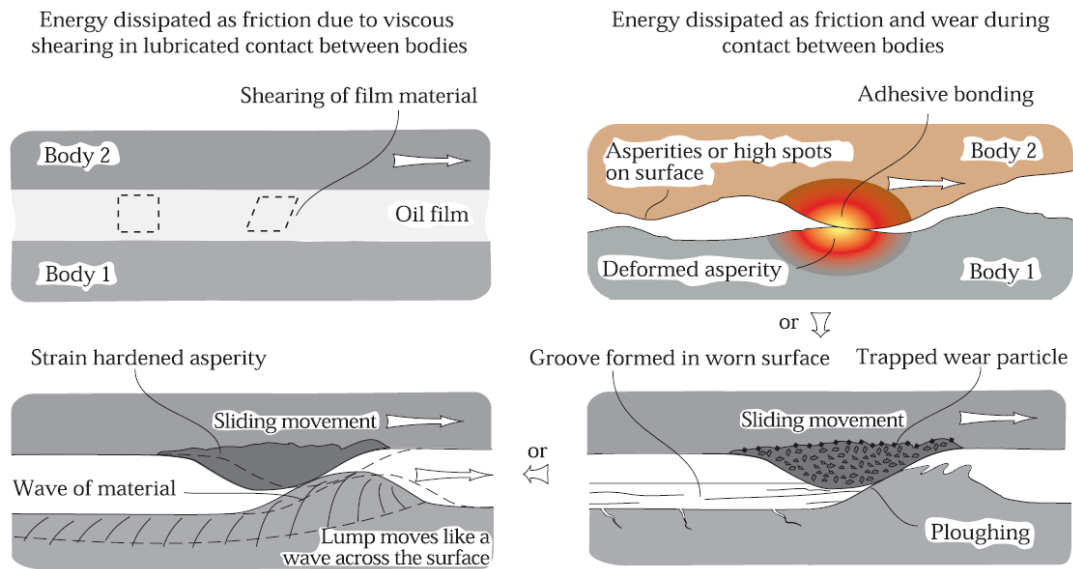 Energy dissipated as friction due to viscous
shearing in lubricated contact between bodies
Shearing of film material
Body 2
Oil film
Body 1
Energy dissipated as friction and wear during
contact between bodies
Adhesive bonding
Asperities or high spots
on surface
Body 2
Deformed asperity
Body 1
or
Groove formed in worn surface
Trapped wear particle
Sliding movement
Ploughing
or
Strain hardened asperity
Sliding movement
Wave of material
Lump moves like a
wave across the surface